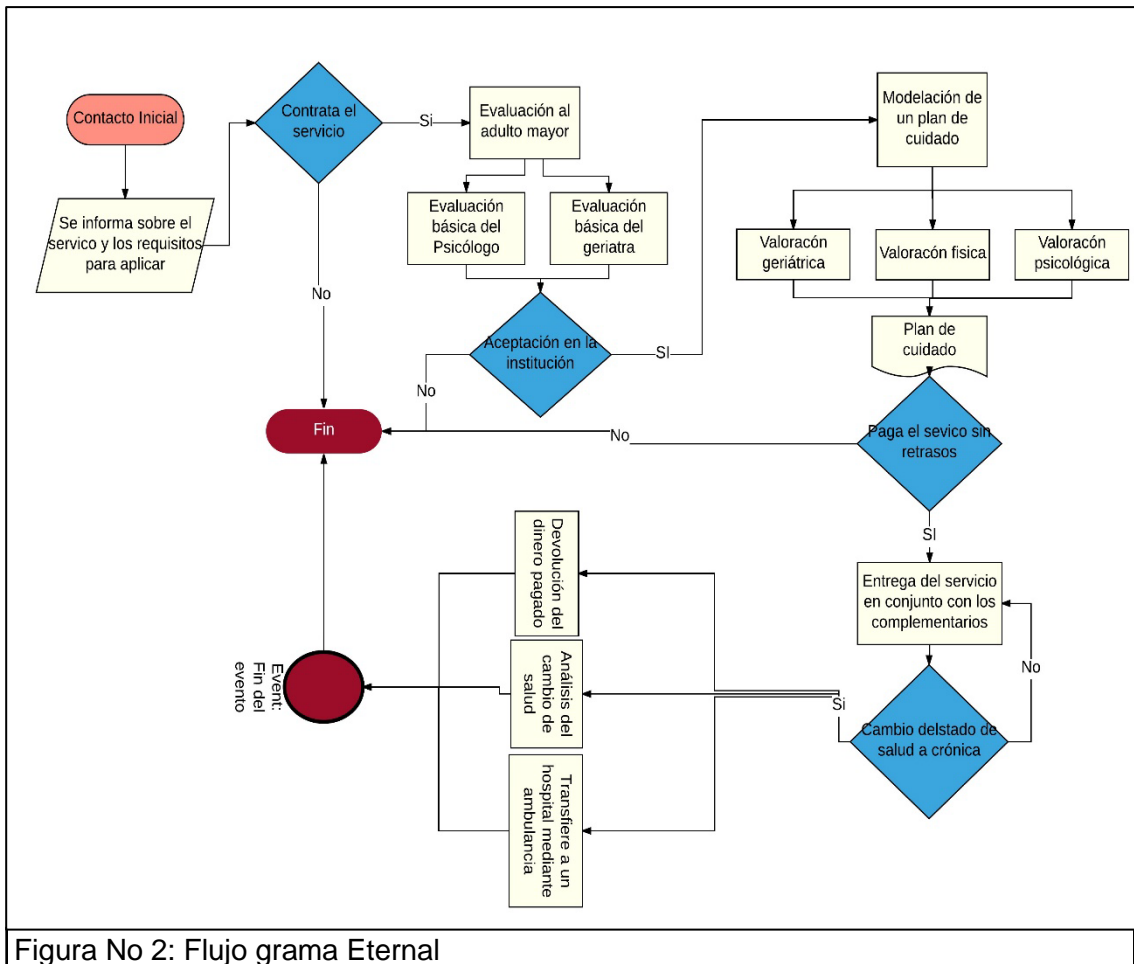 Contacto Inicial
Se informa sobre el
servico y los requisitos
para aplicar
Contrata el
servicio
Si
No
Evaluación al
adulto mayor
Evaluación
básica del
Psicólogo
Evaluación
básica del
geriatra
Aceptación en la
institución
SI
No
Modelación de
un plan de
cuidado
Valoracón
geriátrica
Valoracón fisica
Valoracón
psicológica
Plan de
cuidado
Paga el sevico sin
retrasos
No
SI
Entrega del servicio
en conjunto con los
complementarios
No
Cambio delstado de
salud a crónica
Si
Devolución del
dinero pagado
Análisis del
cambio de
salud
Transfiere a un
hospital mediante
ambulancia
Event:
Fin del
evento
Fin
Figura No 2: Flujo grama Eternal